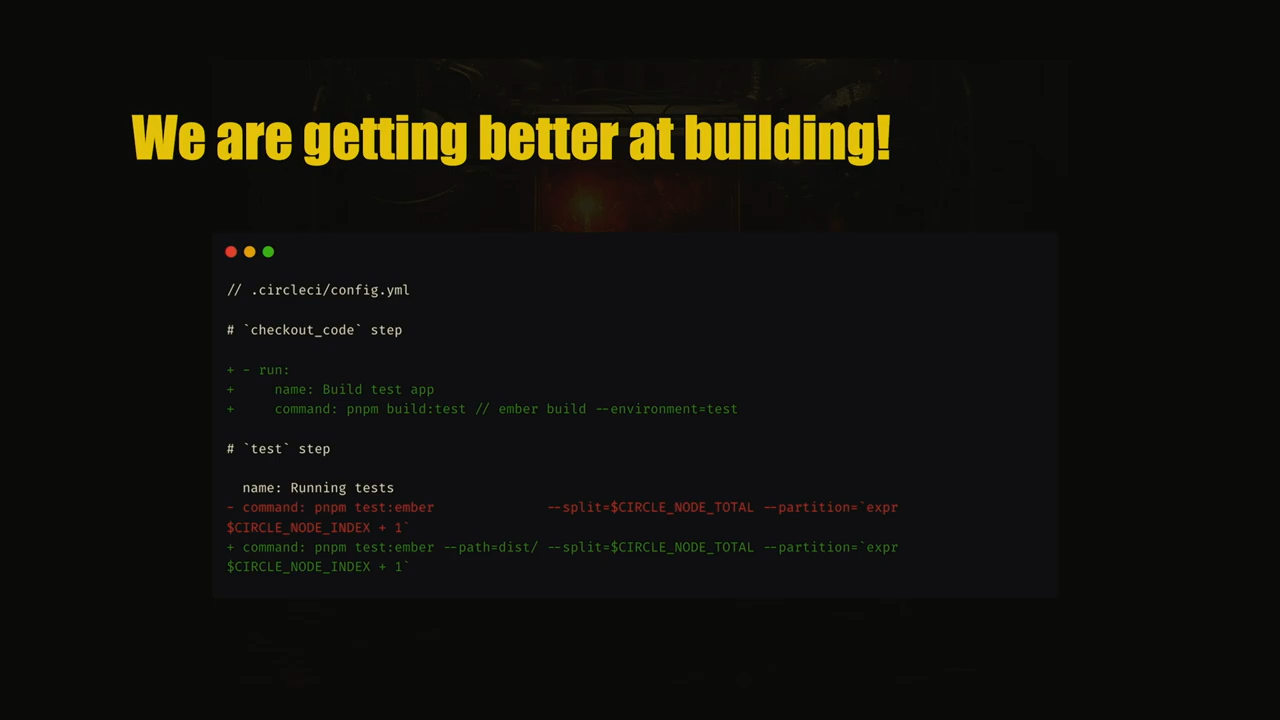 We are getting better at building!
// .circleci/config.yml
# `checkout_code` step
+ - run:
+     name: Build test app
+     command: pnpm build:test // ember build --environment=test
# `test` step
  name: Running tests
- command: pnpm test:ember              --split=$CIRCLE_NODE_TOTAL --partition=`expr
$CIRCLE_NODE_INDEX + 1`
+ command: pnpm test:ember --path=dist/ --split=$CIRCLE_NODE_TOTAL --partition=`expr
$CIRCLE_NODE_INDEX + 1`